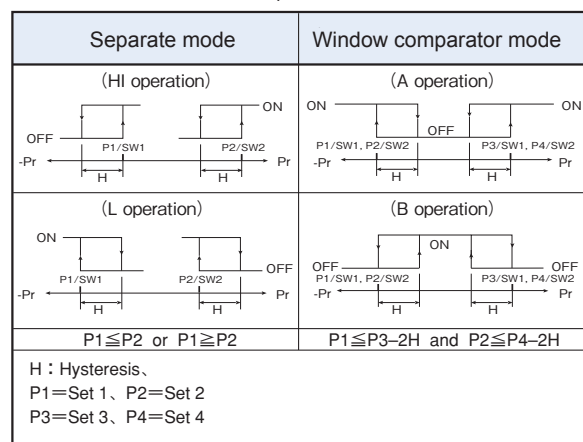 Separate mode
Window comparator mode
(HI operation)
(A operation)
ON
ON
ON
OFF
OFF
P1/SW1
P2/SW2
P1/SW1, P2/SW2
P3/SW1, P4/SW2
-Pr
Pr
-Pr
Pr
H
H
H
H
(L operation)
(B operation)
ON
ON
OFF
OFF
OFF
P1/SW1
P2/SW2
P1/SW1, P2/SW2
P3/SW1, P4/SW2
-Pr
Pr
-Pr
Pr
H
H
H
H
P1≦P2 or P1≧P2
P1≦P3–2H and P2≦P4–2H
H：Hysteresis、
P1＝Set 1、P2＝Set 2
P3＝Set 3、P4＝Set 4